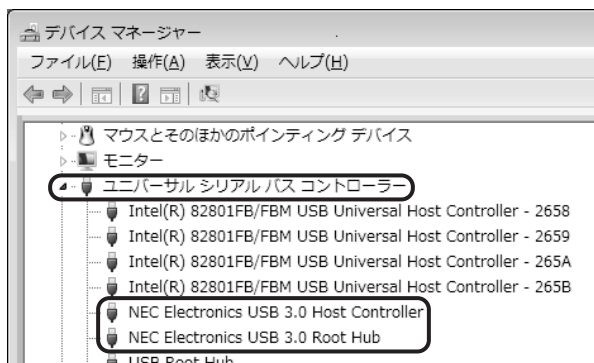 デバイス マネージャー
ファイル(F) 操作(A) 表示(V) ヘルプ(H)
マウスとそのほかのポインティング デバイス
モニター
ユニバーサル シリアル バス コントローラー
Intel(R) 82801FB/FBM USB Universal Host Controller - 2658
Intel(R) 82801FB/FBM USB Universal Host Controller - 2659
Intel(R) 82801FB/FBM USB Universal Host Controller - 265A
Intel(R) 82801FB/FBM USB Universal Host Controller - 265B
NEC Electronics USB 3.0 Host Controller
NEC Electronics USB 3.0 Root Hub
USB Root Hub